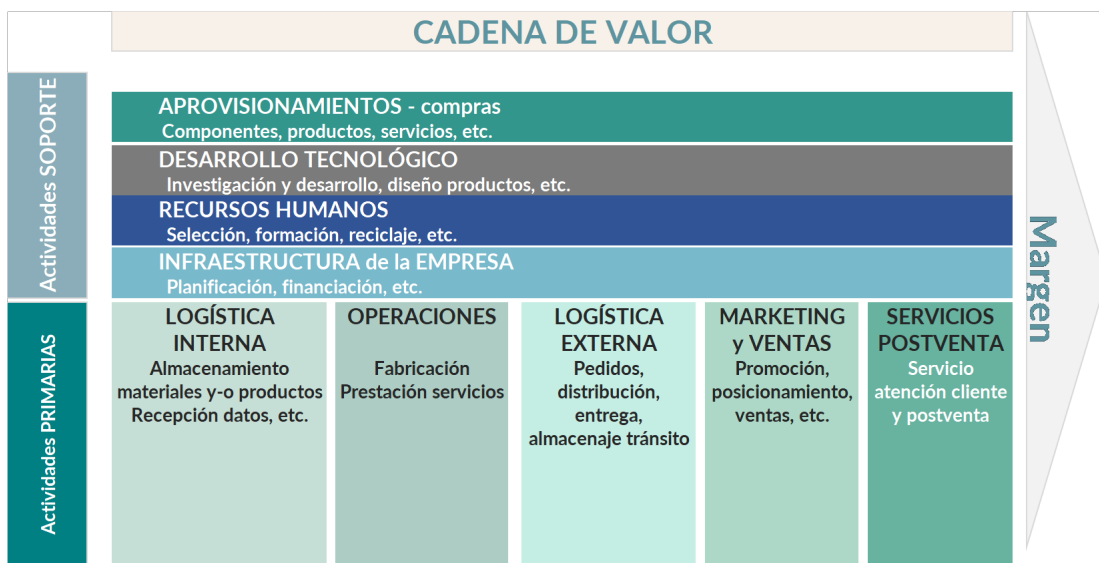 CADENA DE VALOR
Actividades SOPORTE
APROVISIONAMIENTOS - compras
Componentes, productos, servicios, etc.
DESARROLLO TECNOLÓGICO
Investigación y desarrollo, diseño productos, etc.
RECURSOS HUMANOS
Selección, formación, reciclaje, etc.
INFRAESTRUCTURA de la EMPRESA
Planificación, financiación, etc.
Actividades PRIMARIAS
LOGÍSTICA
INTERNA
Almacenamiento
materiales y-o productos
Recepción datos, etc.
OPERACIONES
Fabricación
Prestación servicios
LOGÍSTICA
EXTERNA
Pedidos,
distribución,
entrega,
almacenaje tránsito
MARKETING
y VENTAS
Promoción,
posicionamiento,
ventas, etc.
SERVICIOS
POSTVENTA
Servicio
atención cliente
y postventa
Margen